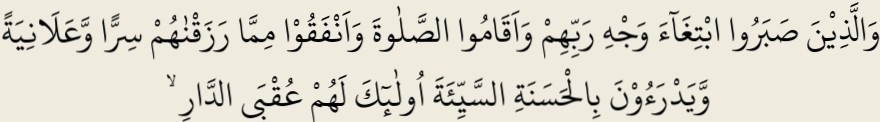 وَالَّذِيْنَ صَبَرُوا ابْتِغَآءَ وَجْهِ رَبِّهِمْ وَاَقَامُوا الصَّلٰوةَ وَاَنْفَقُوْا مِمَّا رَزَقْنٰهُمْ سِرًّا وَّعَلَانِيَةً
وَّيَدْرَءُوْنَ بِالْحَسَنَةِ السَّيِّئَةَ اُولٰٓىِٕكَ لَهُمْ عُقْبَى الدَّارِ ۙ